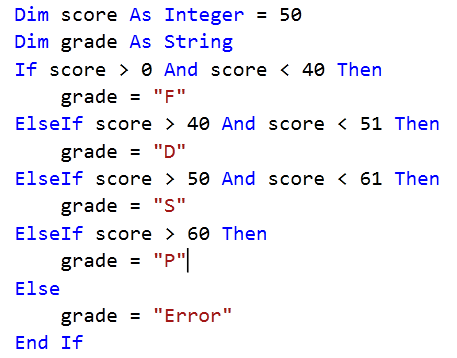 Dim score As Integer = 50
Dim grade As String
If score > 0 And score < 40 Then
    grade = "F"
ElseIf score > 40 And score < 51 Then
    grade = "D"
ElseIf score > 50 And score < 61 Then
    grade = "S"
ElseIf score > 60 Then
    grade = "P"
Else
    grade = "Error"
End If